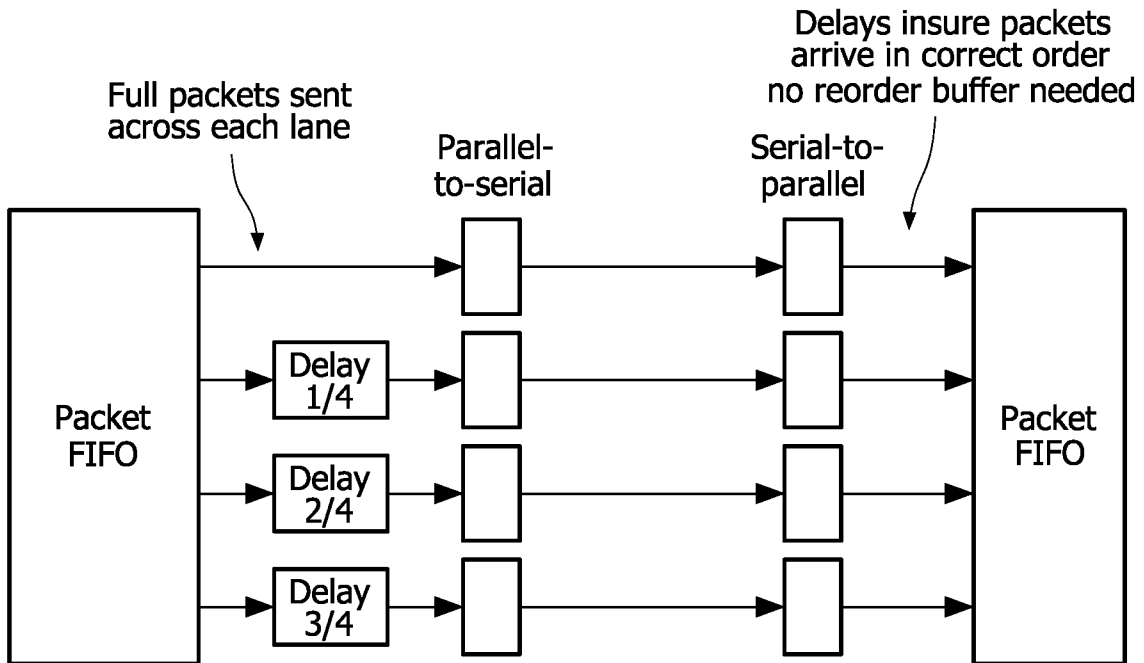 Delays insure packets
arrive in correct order
no reorder buffer needed
Full packets sent
across each lane
Parallel-
to-serial
Serial-to-
parallel
Packet
FIFO
Delay
1/4
Delay
2/4
Delay
3/4
Packet
FIFO